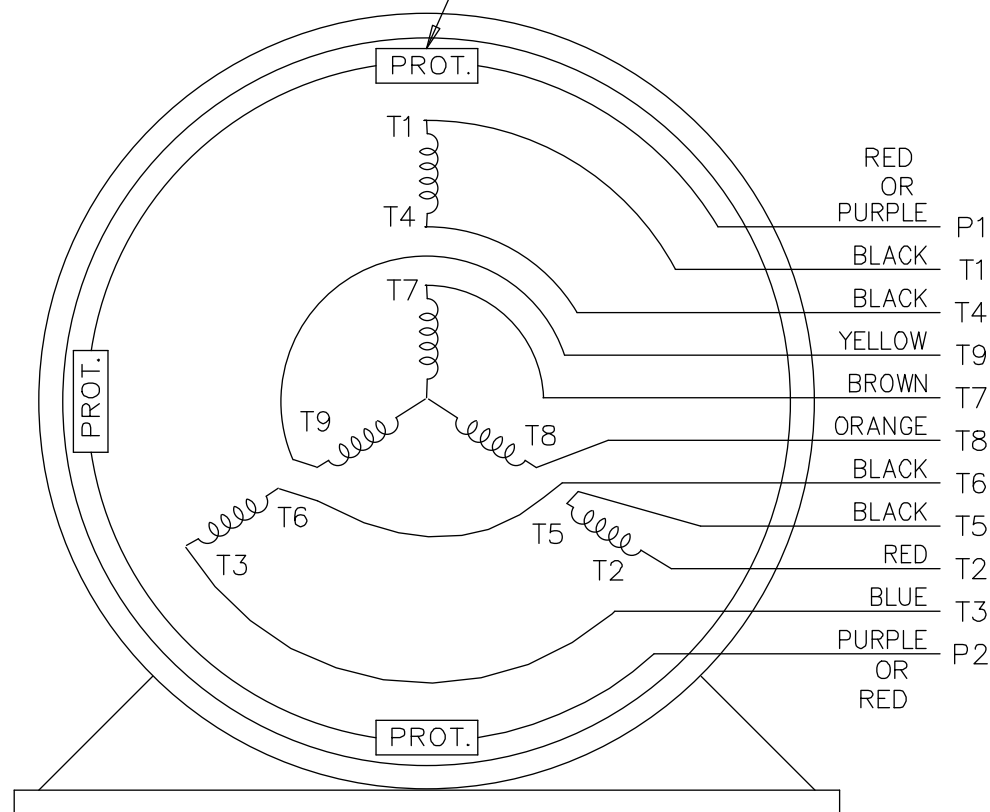 PROT.
T1
T4
T7
T9
T8
T6
T3
T5
T2
PROT.
PROT.
RED
OR
PURPLE P1
BLACK T1
BLACK T4
YELLOW T9
BROWN T7
ORANGE T8
BLACK T6
BLACK T5
RED T2
BLUE T3
PURPLE P2
OR
RED